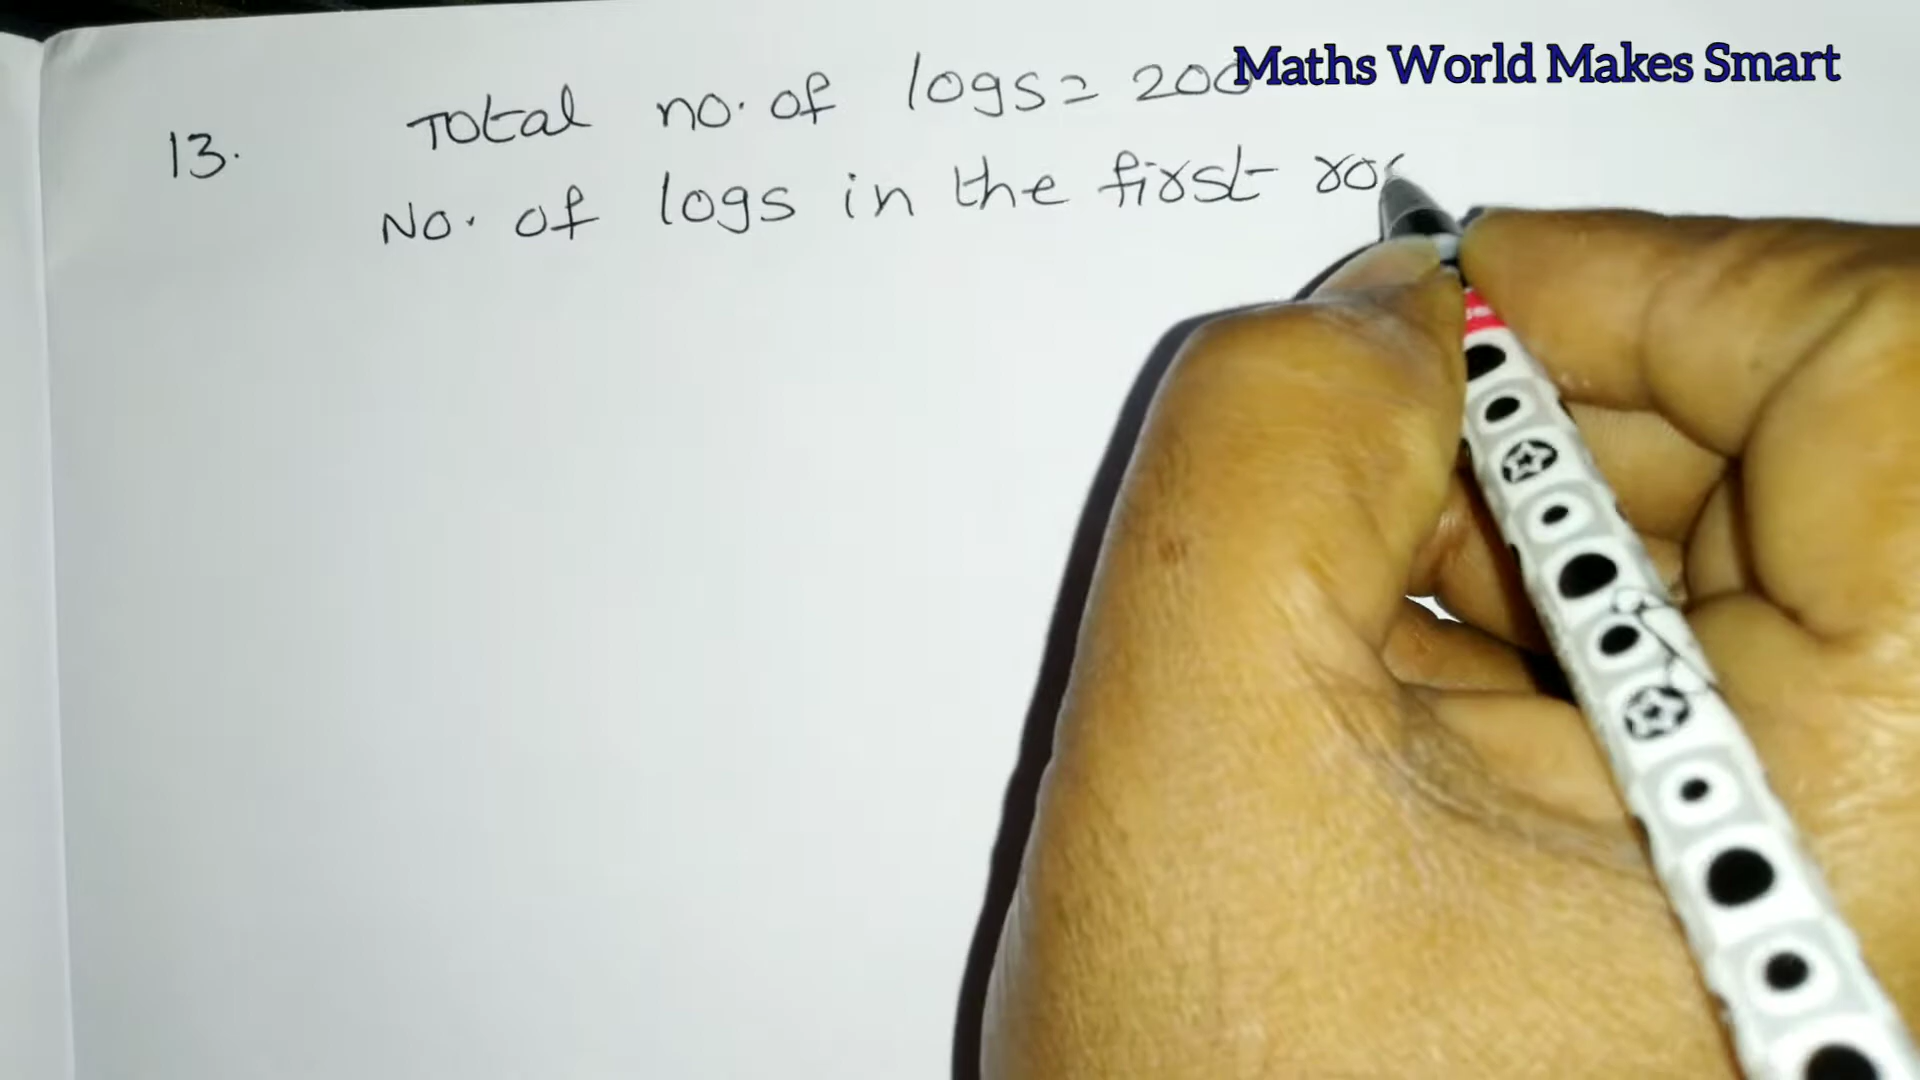 Maths World Makes Smart
13. Total no. of logs = 200
No. of logs in the first